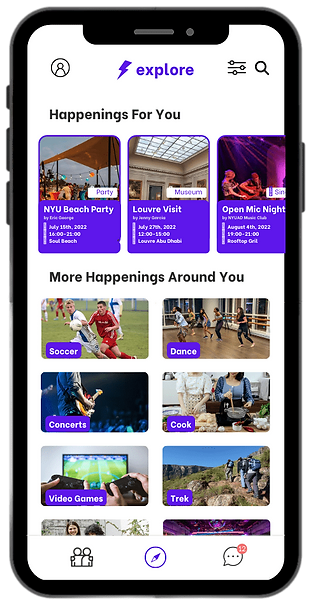 explore
Happenings For You
Party
Museum
Sin
NYU Beach Party
by Eric George
July 15th, 2022
16:00-21:00
Soul Beach
Louvre Visit
by Jenny Garcia
July 27th, 2022
12:00-15:00
Louvre Abu Dhabi
Open Mic Night
by NYUAD Music Club
August 4th, 2022
19:00-21:00
Rooftop Gril
More Happenings Around You
Soccer
Dance
Concerts
Cook
Video Games
Trek
12